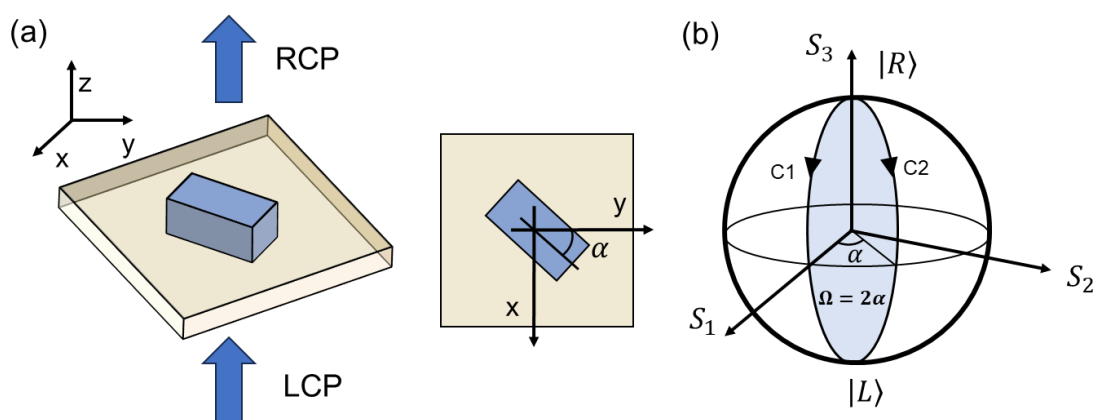 (a)
RCP
z
y
x
LCP
y
α
x
(b)
S₃
|R⟩
C1
C2
α
Ω = 2α
S₁
S₂
|L⟩